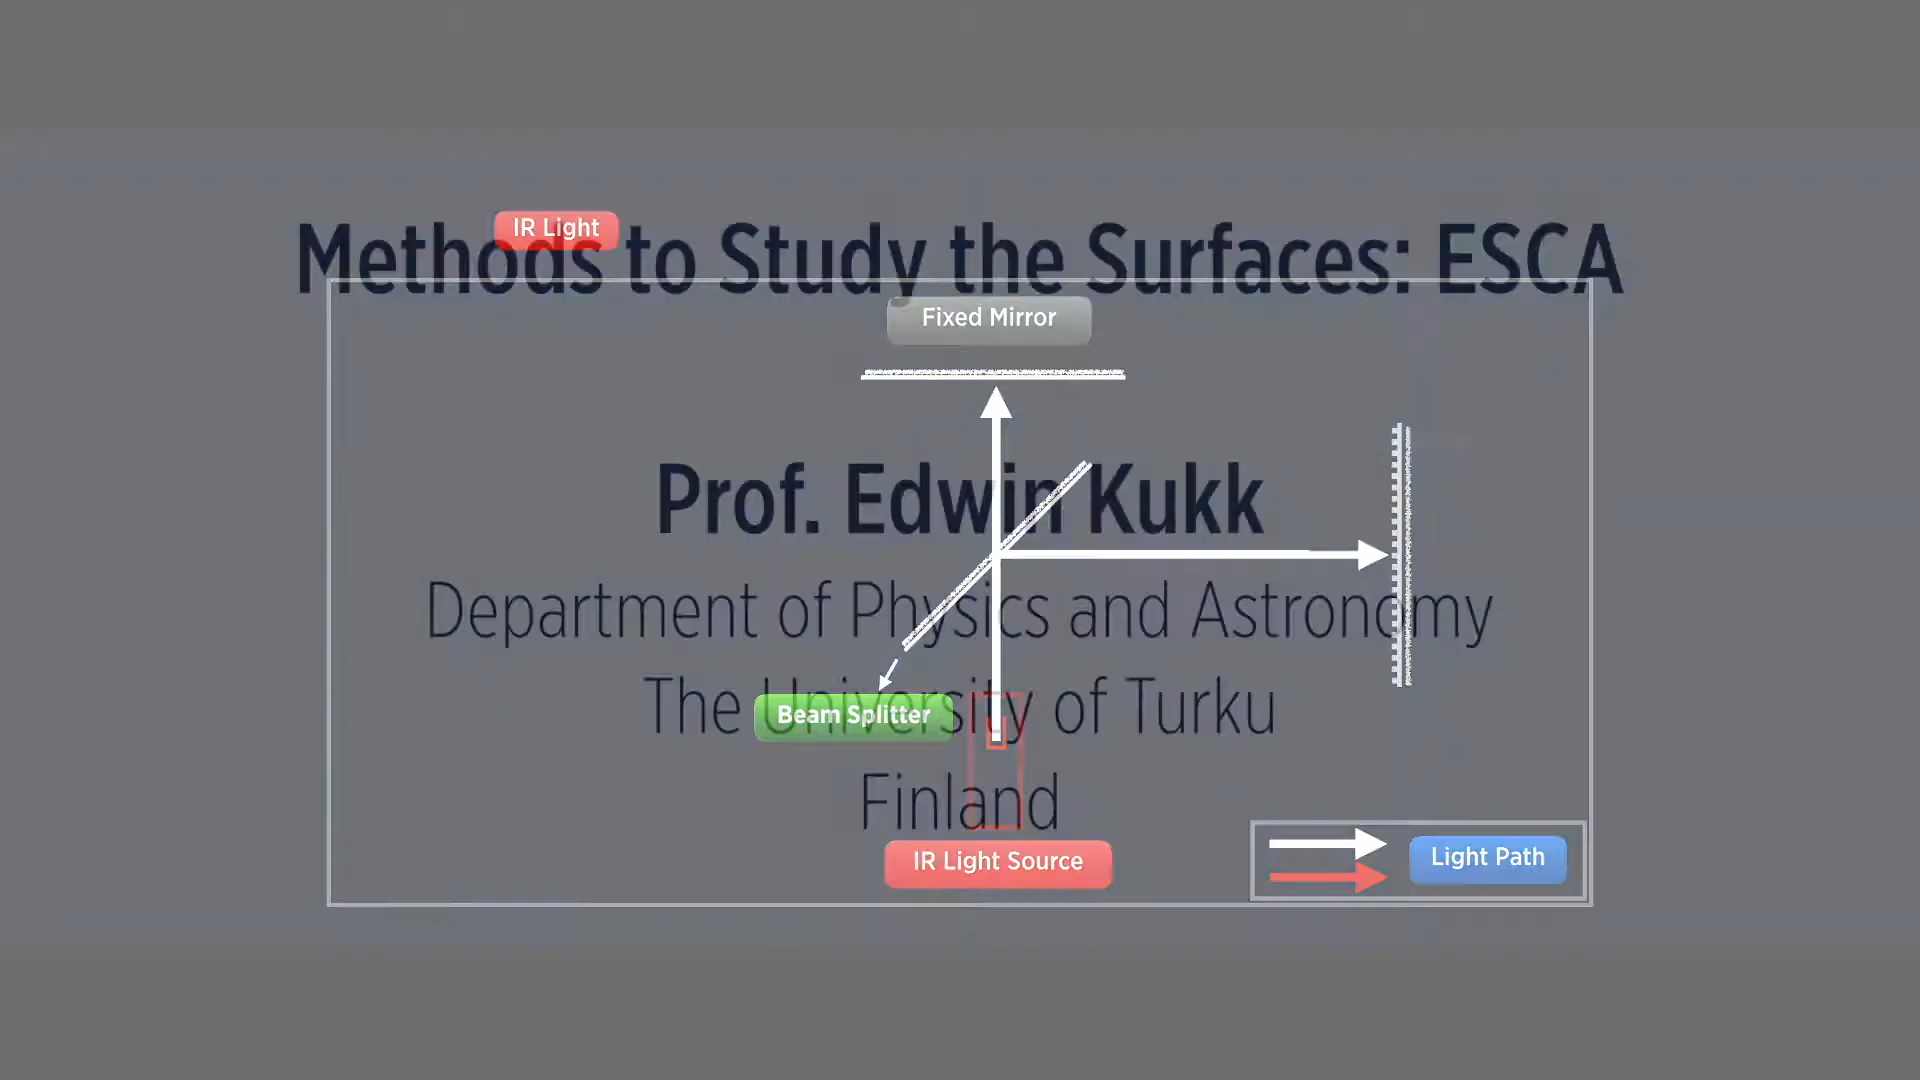 IR Light
Methods to Study the Surfaces: ESCA
Fixed Mirror
Prof. Edwin Kukk
Department of Physics and Astronomy
The University of Turku
Beam Splitter
Finland
IR Light Source
Light Path